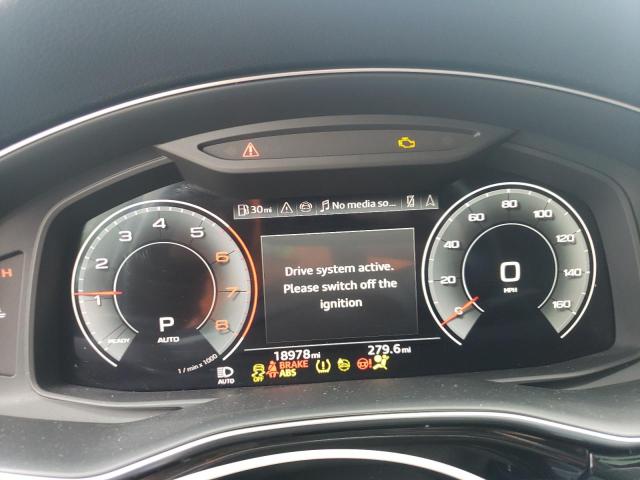 30mi
No media so...
Drive system active.
Please switch off the
ignition
1
2
3
4
5
6
7
8
READY
P
AUTO
1/min x 1000
0
20
40
60
80
100
120
140
160
0
MPH
18978mi
279.6mi
AUTO
OFF
BRAKE
ABS
H